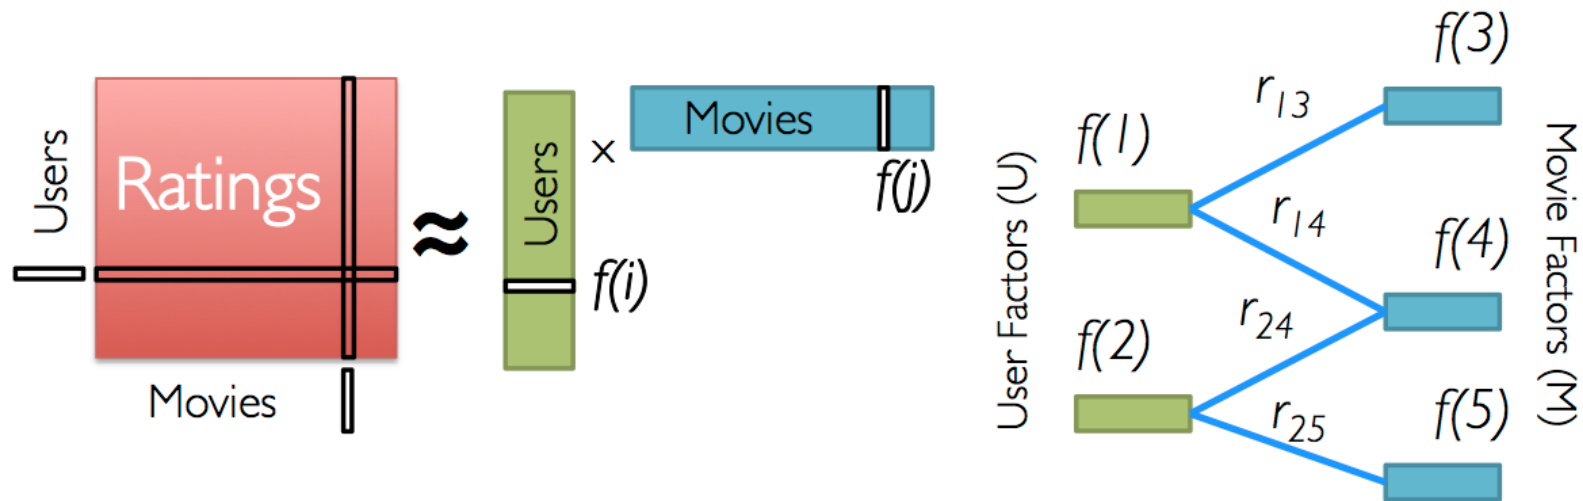 Users
Ratings
Movies
≈
Users
f(i)
x
Movies
f(j)
User Factors (U)
f(1)
f(2)
r13
r14
r24
r25
f(3)
f(4)
f(5)
Movie Factors (M)